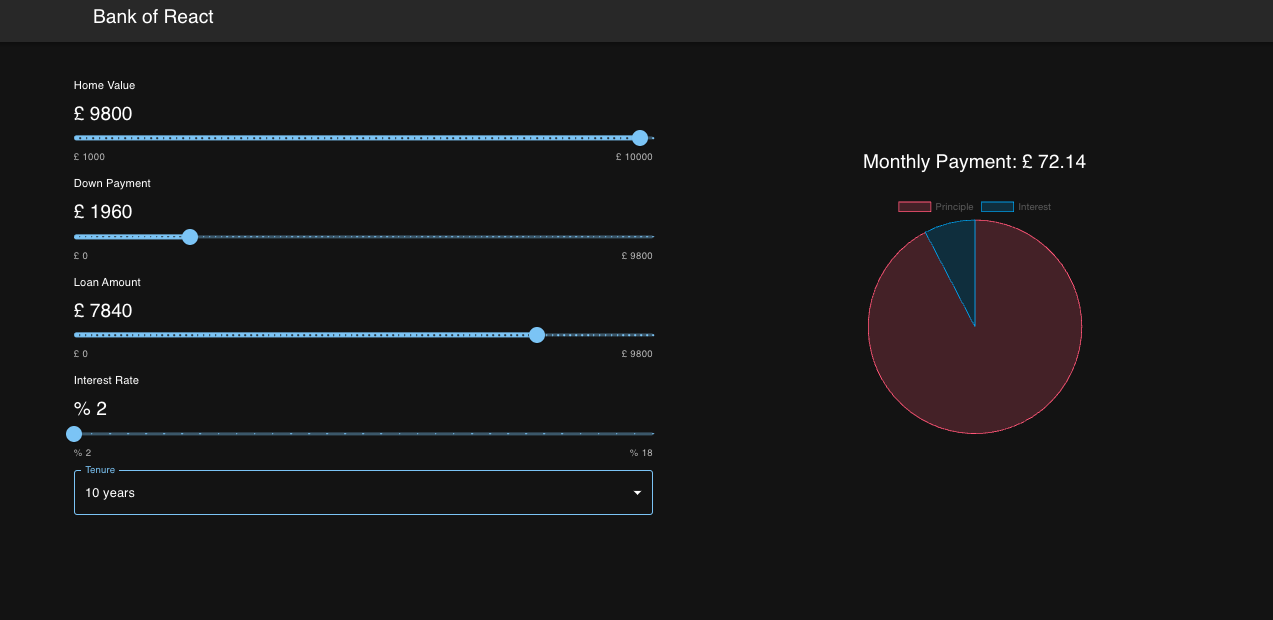 Bank of React
Home Value
£ 9800
£ 1000 £ 10000
Down Payment
£ 1960
£ 0 £ 9800
Loan Amount
£ 7840
£ 0 £ 9800
Interest Rate
% 2
% 2 % 18
Tenure
10 years
Monthly Payment: £ 72.14
Principle Interest